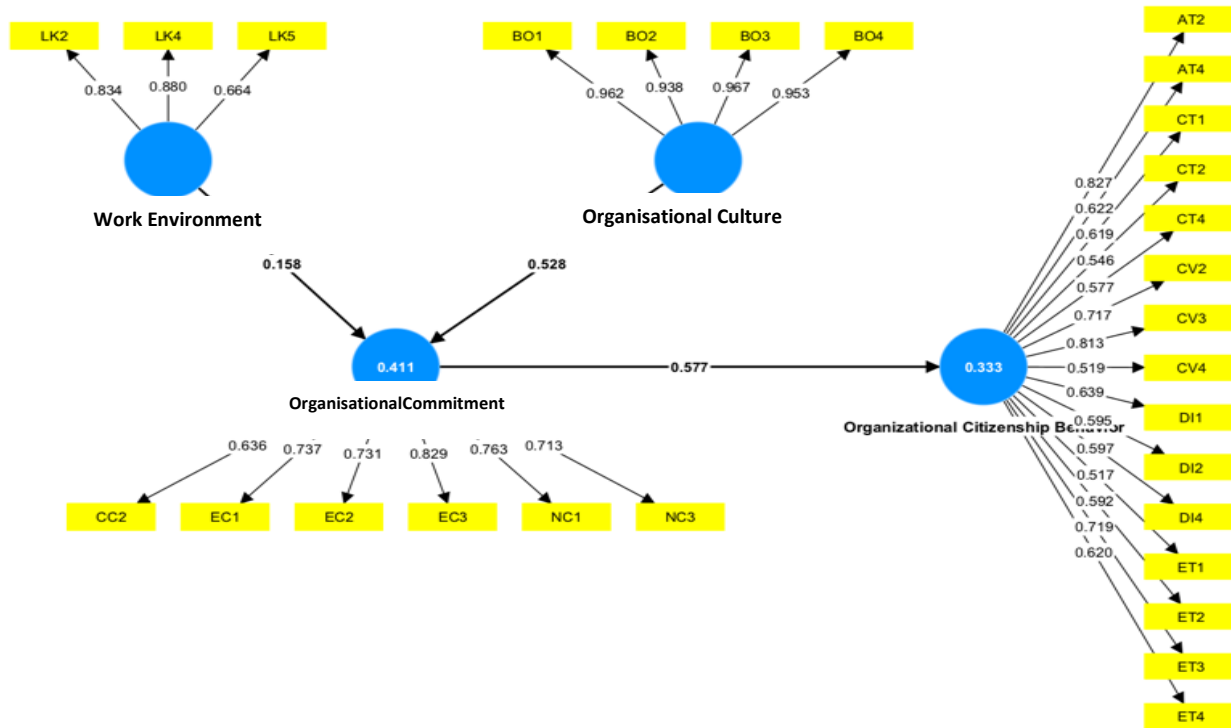 LK2 LK4 LK5 BO1 BO2 BO3 BO4 AT2
0.834 0.880 0.664 0.962 0.938 0.967 0.953 AT4
CT1
CT2
CT4
CV2
CV3
CV4
DI1
DI2
DI4
ET1
ET2
ET3
ET4
0.827
0.622
0.619
0.546
0.577
0.717
0.813
0.519
0.639
0.595
0.597
0.517
0.592
0.719
0.620
Work Environment Organisational Culture
0.158 0.528
0.411 0.577 0.333
OrganisationalCommitment
Organizational Citizenship Behavior
0.636 0.737 0.731 0.829 0.763 0.713
CC2 EC1 EC2 EC3 NC1 NC3